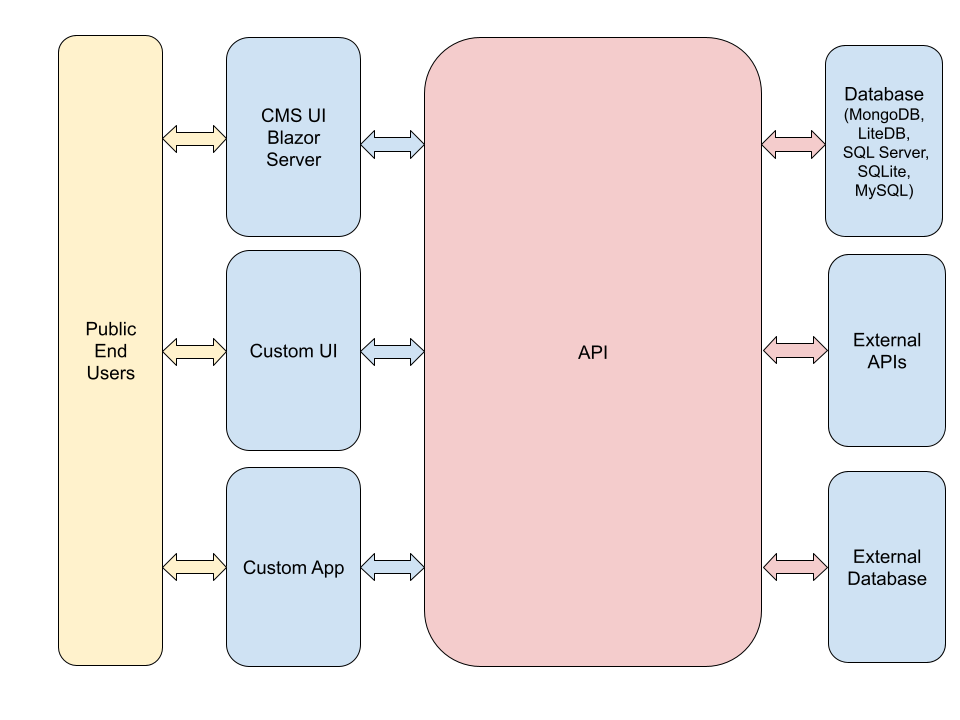 Public
End
Users
CMS UI
Blazor
Server
Custom UI
Custom App
API
Database
(MongoDB,
LiteDB,
SQL Server,
SQLite,
MySQL)
External
APIs
External
Database